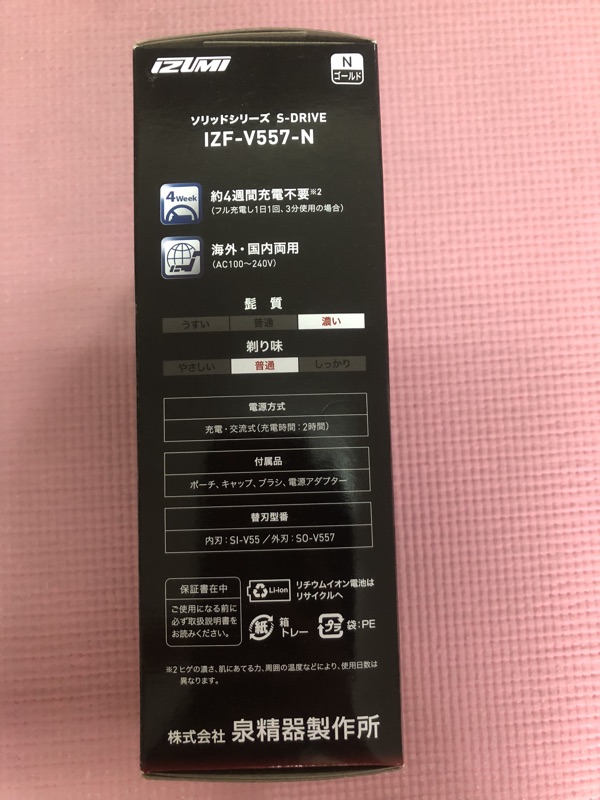 IZUMI
N
ゴールド
ソリッドシリーズ S-DRIVE
IZF-V557-N
4Week
約4週間充電不要※2
(フル充電し1日1回、3分使用の場合)
海外・国内両用
(AC100〜240V)
髭 質
うすい 普通 濃い
剃り味
やさしい 普通 しっかり
電源方式
充電・交流式(充電時間:2時間)
付属品
ポーチ、キャップ、ブラシ、電源アダプター
替刃型番
内刃:SI-V55 /外刃:SO-V557
保証書在中
ご使用になる前に
必ず取扱説明書を
お読みください。
Li-ion
リチウムイオン電池は
リサイクルへ
紙
箱
トレー
プラ
袋:PE
※2 ヒゲの濃さ、肌にあてる力、周囲の温度などにより、使用日数は
異なります。
株式会社 泉精器製作所